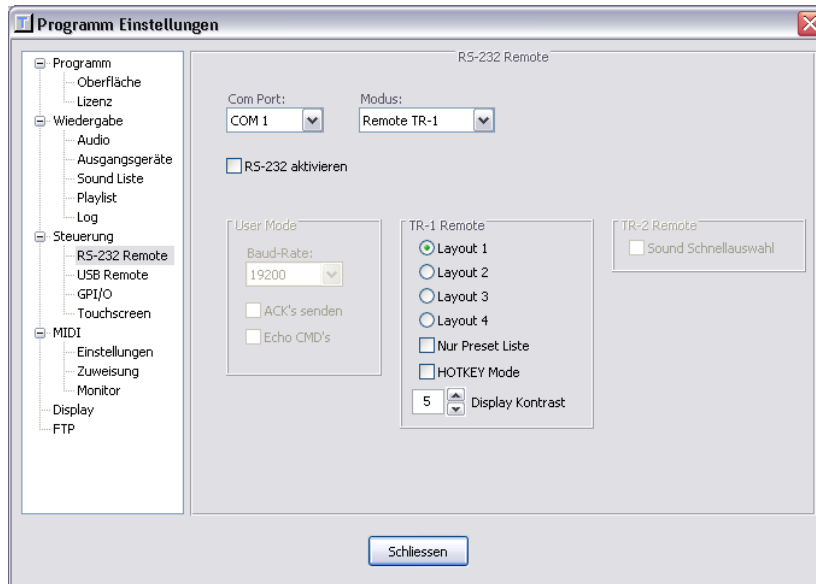 Programm Einstellungen
Programm
Oberfläche
Lizenz
Wiedergabe
Audio
Ausgangsgeräte
Sound Liste
Playlist
Log
Steuerung
RS-232 Remote
USB Remote
GPI/O
Touchscreen
MIDI
Einstellungen
Zuweisung
Monitor
Display
FTP
RS-232 Remote
Com Port: Modus:
COM 1 Remote TR-1
RS-232 aktivieren
User Mode
Baud-Rate:
19200
ACK's senden
Echo CMD's
TR-1 Remote
Layout 1
Layout 2
Layout 3
Layout 4
Nur Preset Liste
HOTKEY Mode
5 Display Kontrast
TR-2 Remote
Sound Schnellauswahl
Schliessen